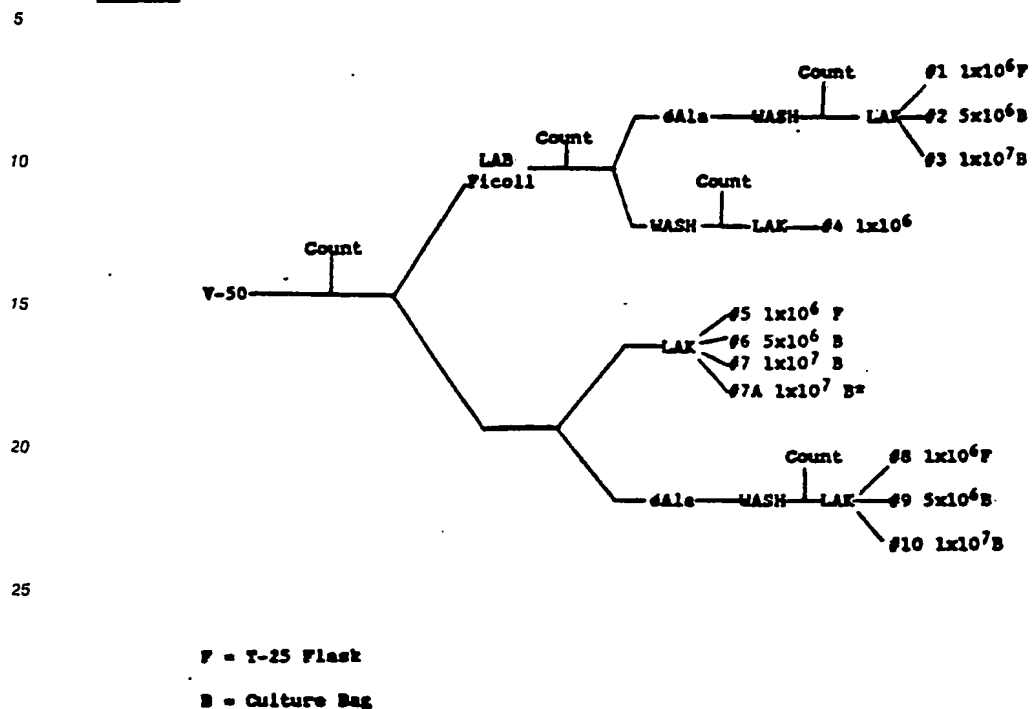 5
Count #1 1x10⁶F
dAla WASH LAK #2 5x10⁶B
Count
10 LAB
Ficoll Count #3 1x10⁷B
WASH LAK #4 1x10⁶
Count
V-50
15 #5 1x10⁶ F
LAK #6 5x10⁶ B
#7 1x10⁷ B
#7A 1x10⁷ B*
20
Count #8 1x10⁶F
dAla WASH LAK #9 5x10⁶B
#10 1x10⁷B
25
F = T-25 Flask
B = Culture Bag